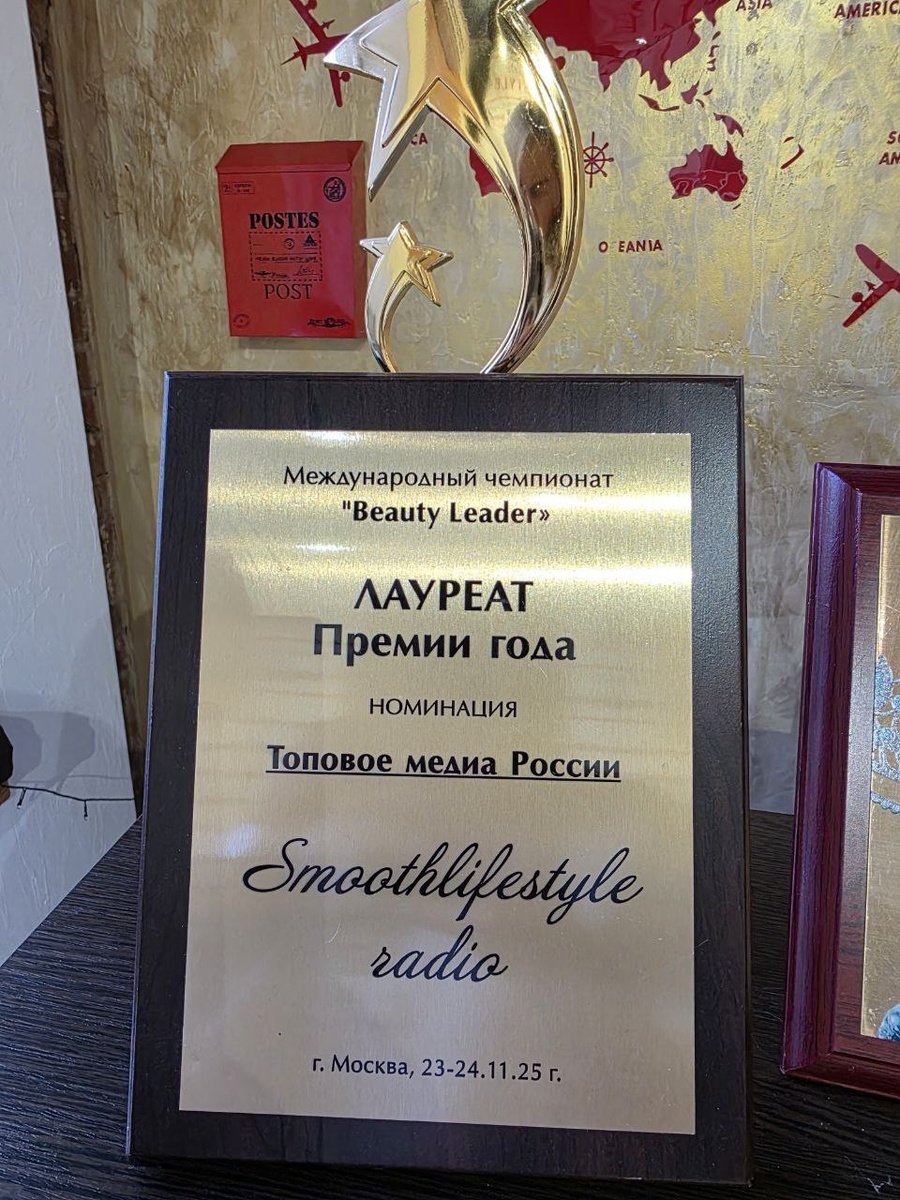 ASIA
AMERIC
POSTES
POST
O EANIA
Международный чемпионат
"Beauty Leader»
ЛАУРЕАТ
Премии года
номинация
Топовое медиа России
Smoothlifestyle
radio
г. Москва, 23-24.11.25 г.